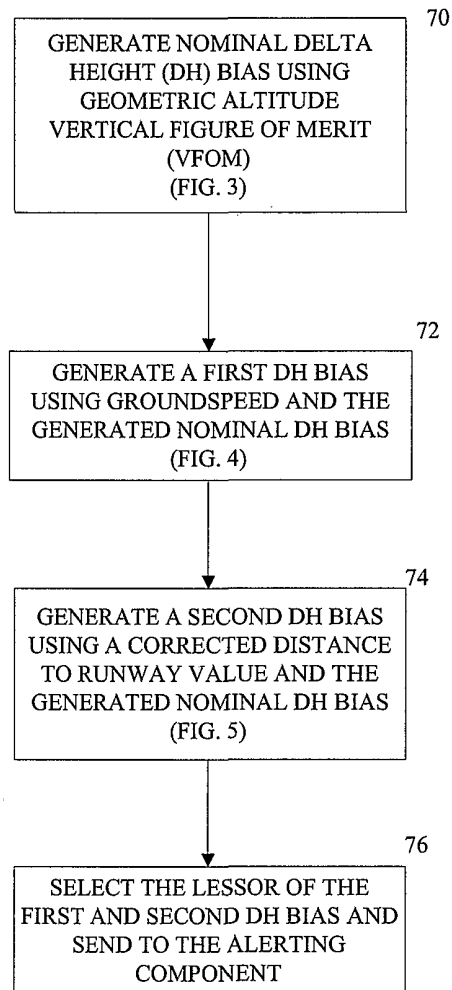 70
GENERATE NOMINAL DELTA
HEIGHT (DH) BIAS USING
GEOMETRIC ALTITUDE
VERTICAL FIGURE OF MERIT
(VFOM)
(FIG. 3)
72
GENERATE A FIRST DH BIAS
USING GROUNDSPEED AND THE
GENERATED NOMINAL DH BIAS
(FIG. 4)
74
GENERATE A SECOND DH BIAS
USING A CORRECTED DISTANCE
TO RUNWAY VALUE AND THE
GENERATED NOMINAL DH BIAS
(FIG. 5)
76
SELECT THE LESSOR OF THE
FIRST AND SECOND DH BIAS AND
SEND TO THE ALERTING
COMPONENT